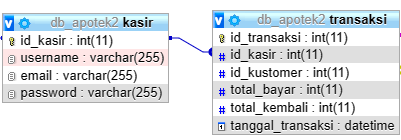 db_apotek2 kasir
id_kasir : int(11)
username : varchar(255)
email : varchar(255)
password : varchar(255)
db_apotek2 transaksi
id_transaksi : int(11)
id_kasir : int(11)
id_kustomer : int(11)
total_bayar : int(11)
total_kembali : int(11)
tanggal_transaksi : datetime